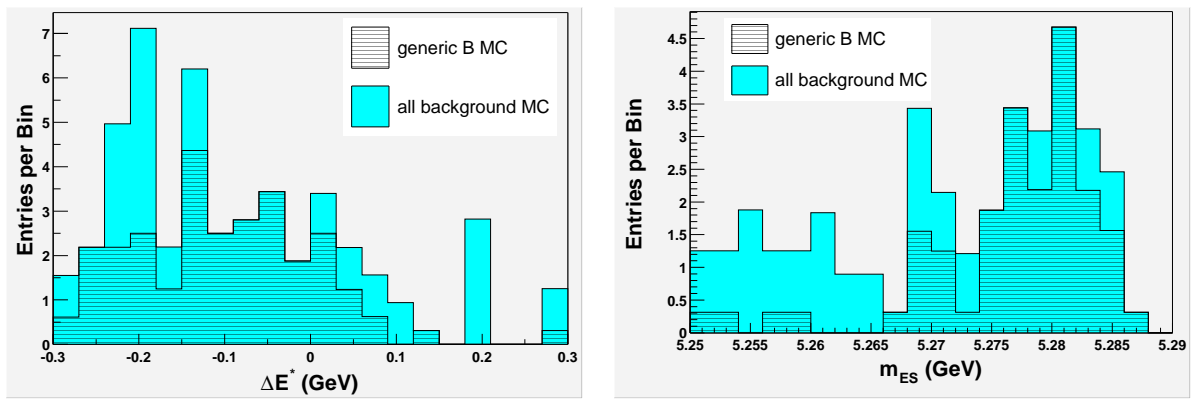 Entries per Bin
7
6
5
4
3
2
1
0
generic B MC
all background MC
-0.3 -0.2 -0.1 0 0.1 0.2 0.3
ΔE* (GeV)
Entries per Bin
4.5
4
3.5
3
2.5
2
1.5
1
0.5
0
generic B MC
all background MC
5.25 5.255 5.26 5.265 5.27 5.275 5.28 5.285 5.29
mES (GeV)